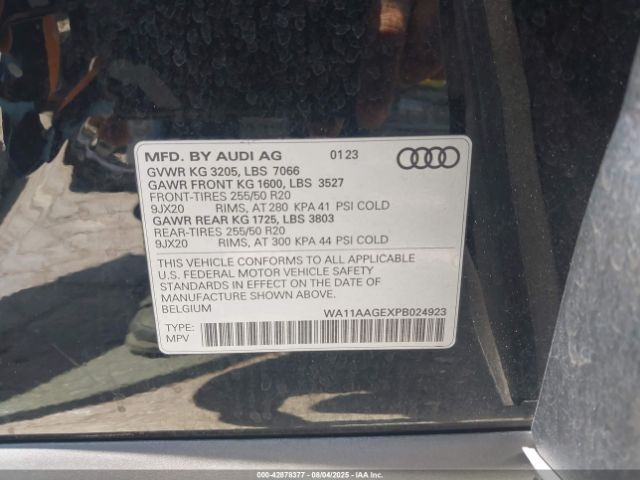 MFD. BY AUDI AG 01 23
GVWR KG 3205, LBS 7066
GAWR FRONT KG 1600, LBS 3527
FRONT-TIRES 255/50 R20
9JX20 RIMS, AT 280 KPA 41 PSI COLD
GAWR REAR KG 1725, LBS 3803
REAR-TIRES 255/50 R20
9JX20 RIMS, AT 300 KPA 44 PSI COLD
THIS VEHICLE CONFORMS TO ALL APPLICABLE
U.S. FEDERAL MOTOR VEHICLE SAFETY
STANDARDS IN EFFECT ON THE DATE OF
MANUFACTURE SHOWN ABOVE.
BELGIUM WA11AAGEXPB024923
TYPE:
MPV
000-42878377 - 08/04/2025 - IAAI.COM